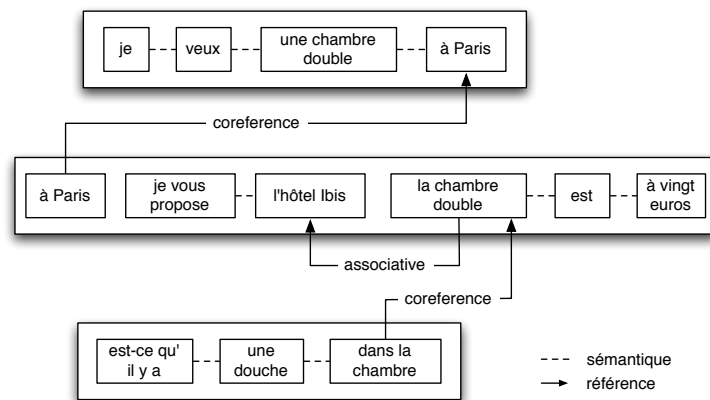 je
veux
une chambre
double
à Paris
coreference
à Paris
je vous
propose
l'hôtel Ibis
la chambre
double
est
à vingt
euros
associative
coreference
est-ce qu'
il y a
une
douche
dans la
chambre
sémantique
référence